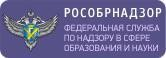 РОСОБРНАДЗОР
ФЕДЕРАЛЬНАЯ СЛУЖБА
ПО НАДЗОРУ В СФЕРЕ
ОБРАЗОВАНИЯ И НАУКИ